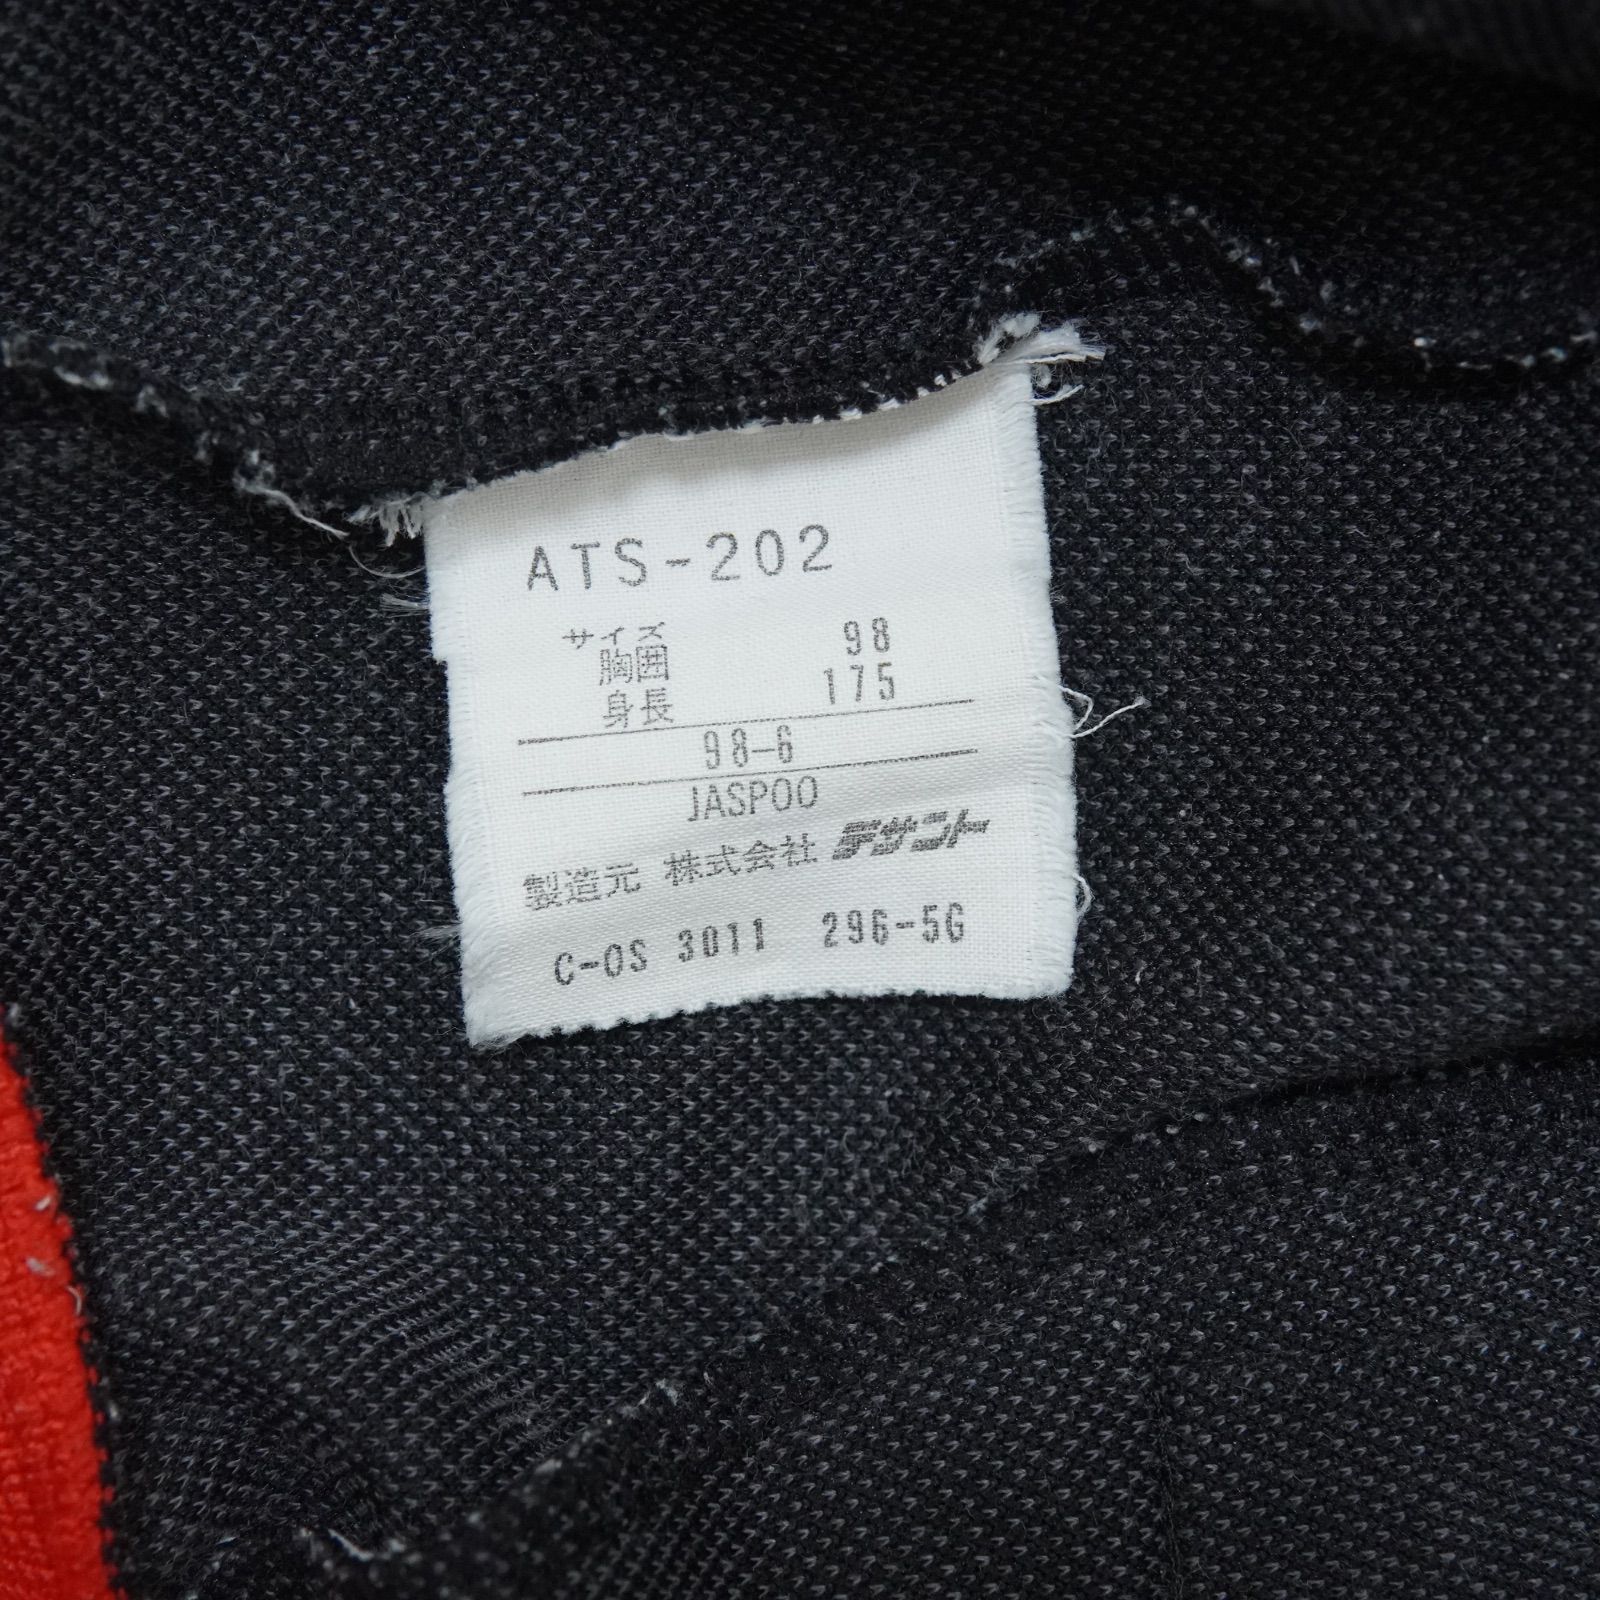 ATS-202
サイズ
胸囲 98
身長 175
98-6
JASPOO
製造元 株式会社 デサント
C-OS 3011 296-5G